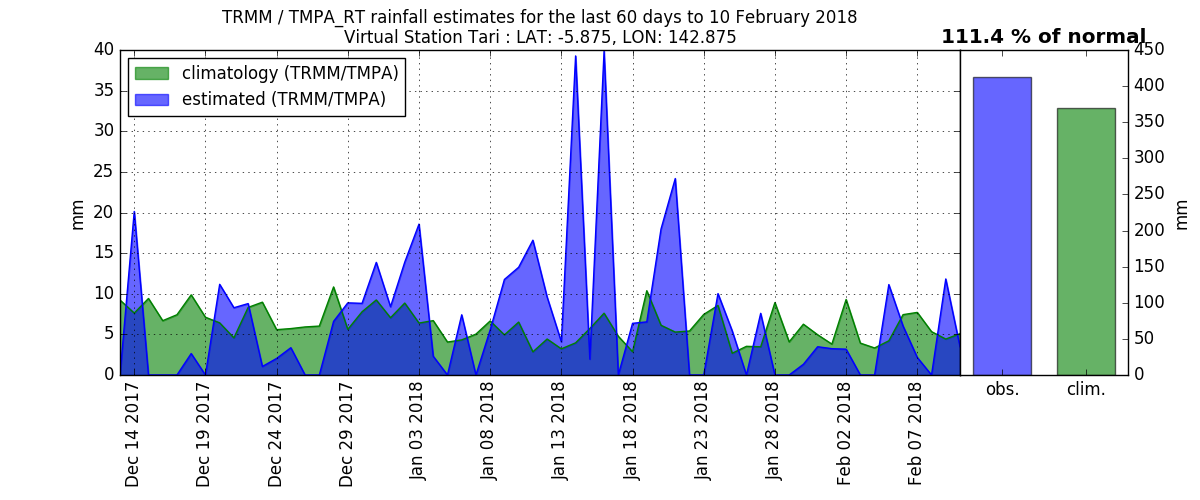 TRMM / TMPA_RT rainfall estimates for the last 60 days to 10 February 2018
Virtual Station Tari : LAT: -5.875, LON: 142.875
111.4 % of normal
climatology (TRMM/TMPA)
estimated (TRMM/TMPA)
40
35
30
25
20
15
10
5
0
mm
Dec 14 2017
Dec 19 2017
Dec 24 2017
Dec 29 2017
Jan 03 2018
Jan 08 2018
Jan 13 2018
Jan 18 2018
Jan 23 2018
Jan 28 2018
Feb 02 2018
Feb 07 2018
obs.
clim.
450
400
350
300
250
200
150
100
50
0
mm